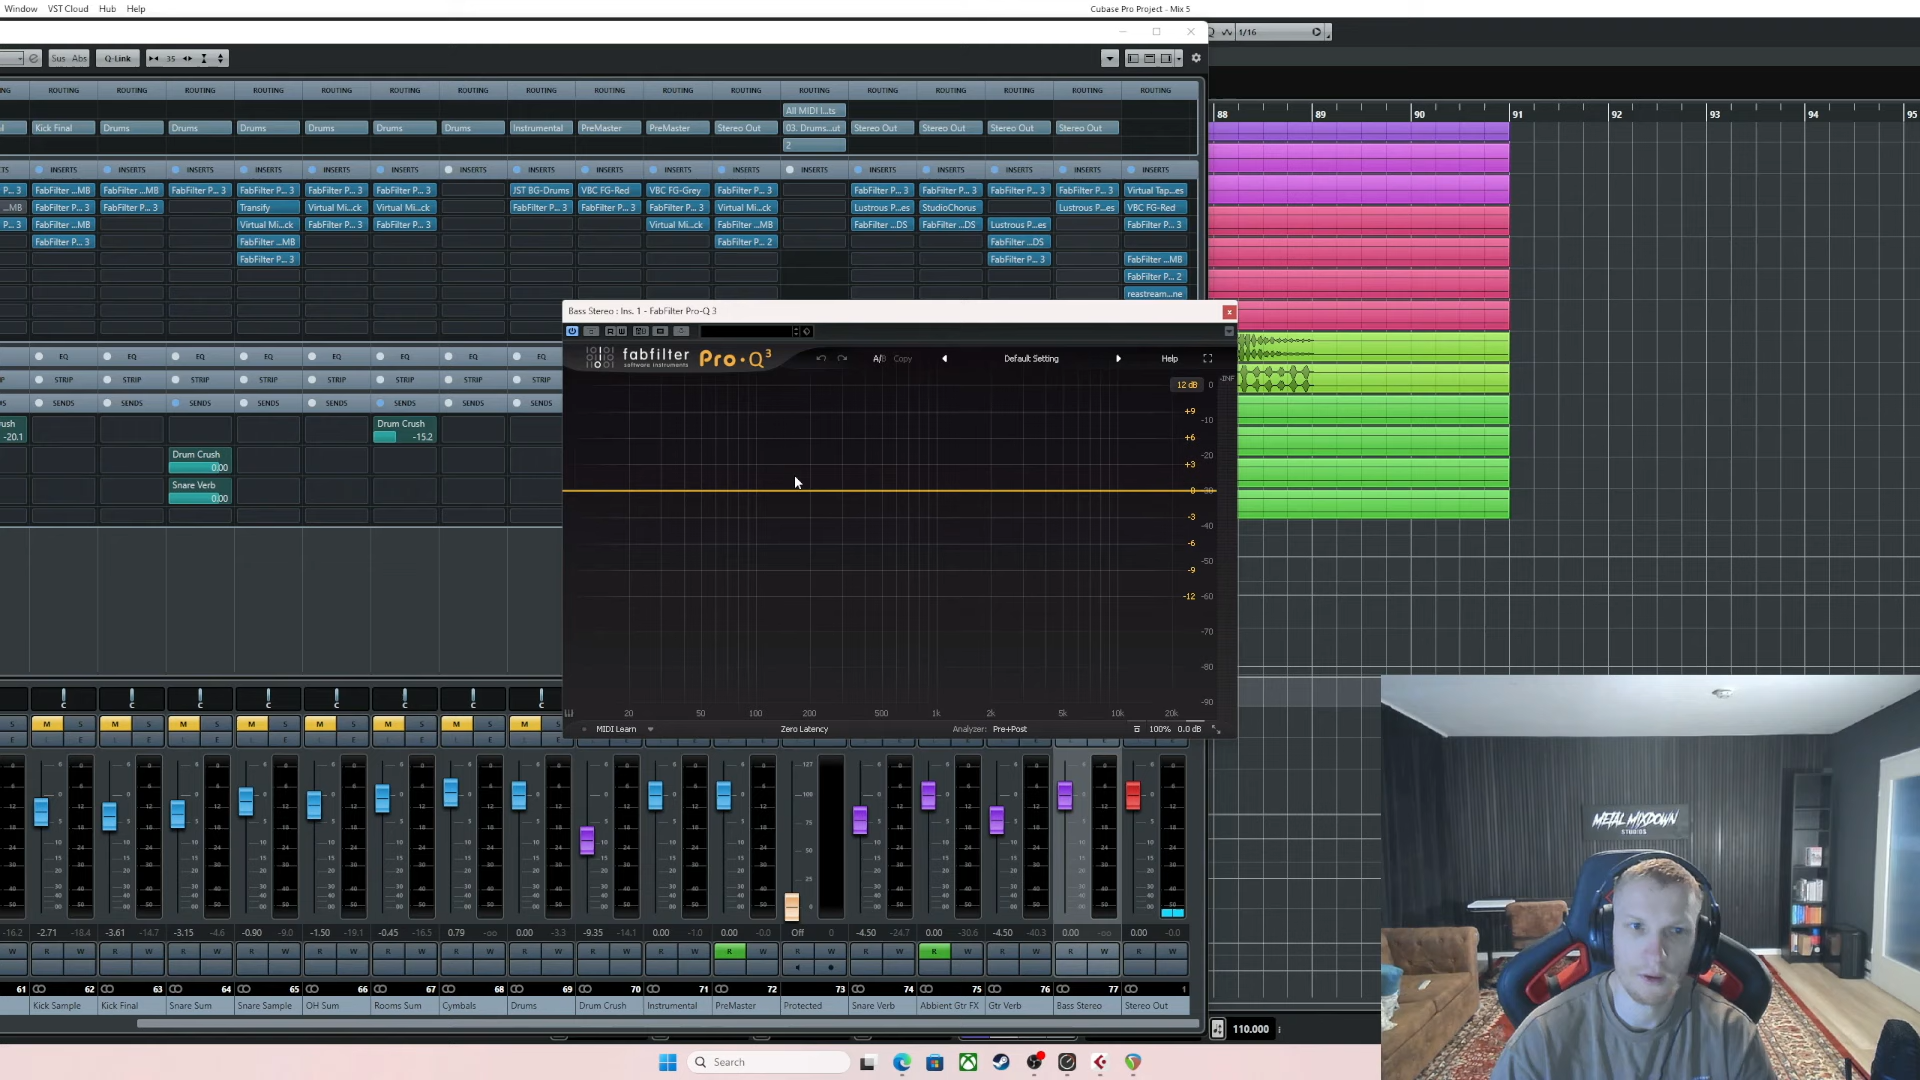 Window VST Cloud Hub Help
Cubase Pro Project - Mix 5
Sus Abs Q-Link 35
1/16
ROUTING ROUTING ROUTING ROUTING ROUTING ROUTING ROUTING ROUTING ROUTING ROUTING ROUTING ROUTING ROUTING ROUTING ROUTING ROUTING ROUTING
88 89 90 91 92 93 94 95
All MIDI I...ts
Kick Final Drums Drums Drums Drums Drums Drums Instrumental PreMaster PreMaster Stereo Out 03. Drums...ut Stereo Out Stereo Out Stereo Out Stereo Out
2
INSERTS INSERTS INSERTS INSERTS INSERTS INSERTS INSERTS INSERTS INSERTS INSERTS INSERTS INSERTS INSERTS INSERTS INSERTS INSERTS INSERTS
P... 3 FabFilter ...MB FabFilter ...MB FabFilter P... 3 FabFilter P... 3 FabFilter P... 3 FabFilter P... 3 JST BG-Drums VBC FG-Red VBC FG-Grey FabFilter P... 3 FabFilter P... 3 FabFilter P... 3 FabFilter P... 3 FabFilter P... 3 Virtual Tap...es
...MB FabFilter P... 3 FabFilter P... 3 Transify Virtual Mi...ck Virtual Mi...ck FabFilter P... 3 FabFilter P... 3 FabFilter P... 3 Virtual Mi...ck Lustrous P...es StudioChorus Lustrous P...es VBC FG-Red
P... 3 FabFilter ...MB Virtual Mi...ck FabFilter P... 3 FabFilter P... 3 Virtual Mi...ck FabFilter ...MB FabFilter ...DS FabFilter ...DS Lustrous P...es FabFilter P... 3
FabFilter P... 3 FabFilter ...MB FabFilter P... 2 FabFilter ...DS
FabFilter P... 3 FabFilter P... 3 FabFilter ...MB
FabFilter P... 2
reastream...ne
Bass Stereo : Ins. 1 - FabFilter Pro-Q 3
EQ EQ EQ EQ EQ EQ EQ EQ
STRIP STRIP STRIP STRIP STRIP STRIP STRIP STRIP
SENDS SENDS SENDS SENDS SENDS SENDS SENDS SENDS
fabfilter
software instruments
Pro·Q3
A/B Copy Default Setting Help
12 dB 0 -INF
+9 -10
+6
+3 -20
0 -30
-3 -40
-6
-9 -50
-12 -60
-70
-80
-90
20 50 100 200 500 1k 2k 5k 10k 20k
MIDI Learn Zero Latency Analyzer: Pre+Post 100% 0.0 dB
rush Drum Crush
-20.1 -15.2
Drum Crush
0.00
Snare Verb
0.00
C C C C C C C C
M S M S M S M S M S M S M S M
-16.2 -2.71 -18.4 -3.61 -14.7 -3.15 -4.6 -0.90 -9.0 -1.50 -19.1 -0.45 -16.5 0.79 -oo 0.00 -3.3 -9.35 -14.1 0.00 -1.0 0.00 -0.0 Off 0 -4.50 -24.7 0.00 -30.6 -4.50 -40.3 0.00 -oo 0.00 -0.0
R W R W R W R W R W R W R W R W R W R W R W R W R W R W R W R W R W
61 62 63 64 65 66 67 68 69 70 71 72 73 74 75 76 77 1
Kick Sample Kick Final Snare Sum Snare Sample OH Sum Rooms Sum Cymbals Drums Drum Crush Instrumental PreMaster Protected Snare Verb Abbient Gtr FX Gtr Verb Bass Stereo Stereo Out
110.000
METAL MIXDOWN
STUDIOS
Search